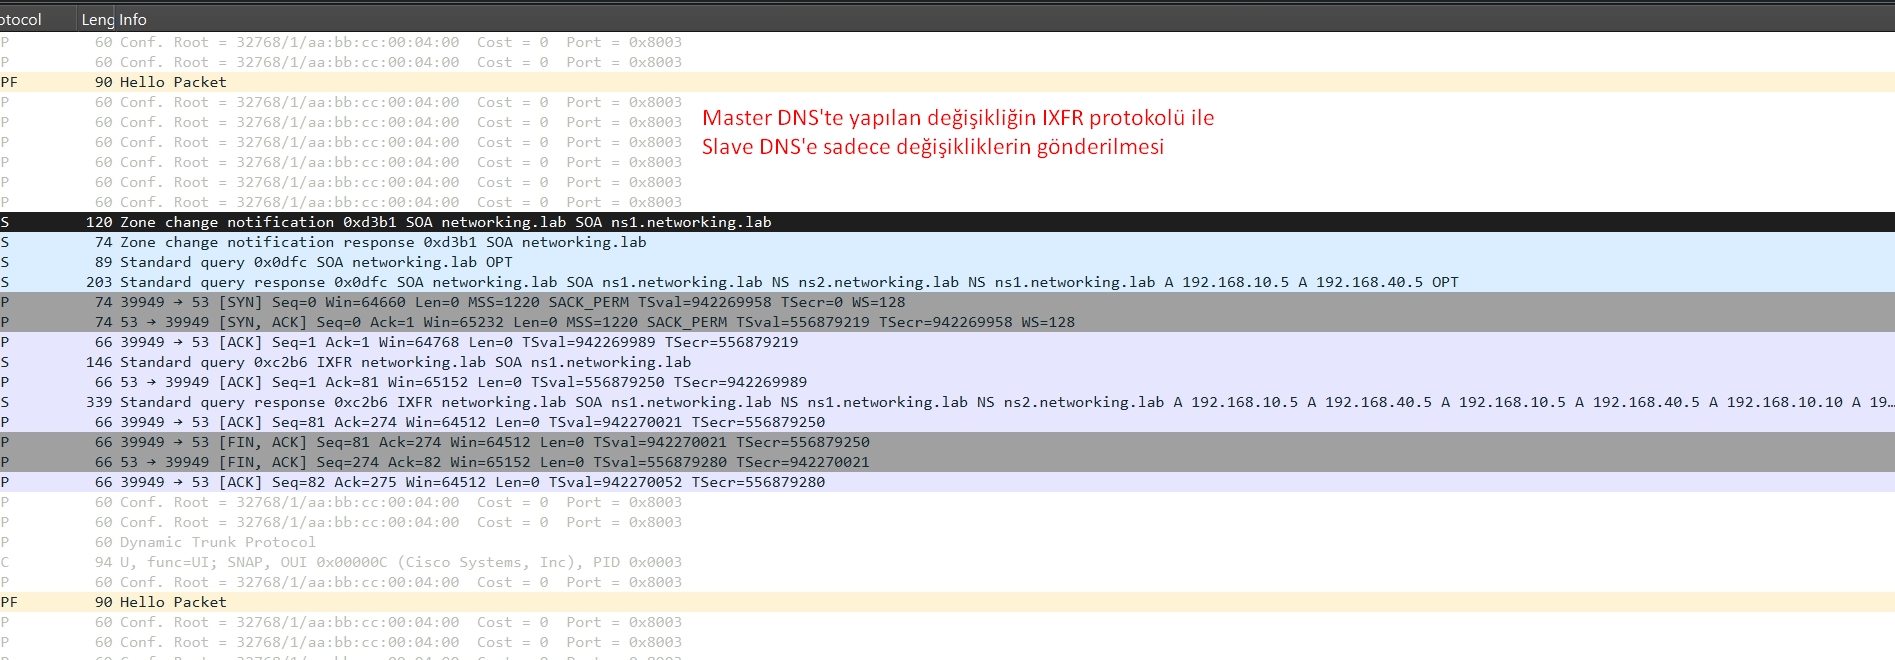 otocol Leng Info
P 60 Conf. Root = 32768/1/aa:bb:cc:00:04:00 Cost = 0 Port = 0x8003
P 60 Conf. Root = 32768/1/aa:bb:cc:00:04:00 Cost = 0 Port = 0x8003
PF 90 Hello Packet
P 60 Conf. Root = 32768/1/aa:bb:cc:00:04:00 Cost = 0 Port = 0x8003
P 60 Conf. Root = 32768/1/aa:bb:cc:00:04:00 Cost = 0 Port = 0x8003
P 60 Conf. Root = 32768/1/aa:bb:cc:00:04:00 Cost = 0 Port = 0x8003
P 60 Conf. Root = 32768/1/aa:bb:cc:00:04:00 Cost = 0 Port = 0x8003
P 60 Conf. Root = 32768/1/aa:bb:cc:00:04:00 Cost = 0 Port = 0x8003
P 60 Conf. Root = 32768/1/aa:bb:cc:00:04:00 Cost = 0 Port = 0x8003
Master DNS'te yapılan değişikliğin IXFR protokolü ile
Slave DNS'e sadece değişikliklerin gönderilmesi
S 120 Zone change notification 0xd3b1 SOA networking.lab SOA ns1.networking.lab
S 74 Zone change notification response 0xd3b1 SOA networking.lab
S 89 Standard query 0x0dfc SOA networking.lab OPT
S 203 Standard query response 0x0dfc SOA networking.lab SOA ns1.networking.lab NS ns2.networking.lab NS ns1.networking.lab A 192.168.10.5 A 192.168.40.5 OPT
P 74 39949 → 53 [SYN] Seq=0 Win=64660 Len=0 MSS=1220 SACK_PERM TSval=942269958 TSecr=0 WS=128
P 74 53 → 39949 [SYN, ACK] Seq=0 Ack=1 Win=65232 Len=0 MSS=1220 SACK_PERM TSval=556879219 TSecr=942269958 WS=128
P 66 39949 → 53 [ACK] Seq=1 Ack=1 Win=64768 Len=0 TSval=942269989 TSecr=556879219
S 146 Standard query 0xc2b6 IXFR networking.lab SOA ns1.networking.lab
P 66 53 → 39949 [ACK] Seq=1 Ack=81 Win=65152 Len=0 TSval=556879250 TSecr=942269989
S 339 Standard query response 0xc2b6 IXFR networking.lab SOA ns1.networking.lab NS ns1.networking.lab NS ns2.networking.lab A 192.168.10.5 A 192.168.40.5 A 192.168.10.5 A 192.168.40.5 A 192.168.10.10 A 19…
P 66 39949 → 53 [ACK] Seq=81 Ack=274 Win=64512 Len=0 TSval=942270021 TSecr=556879250
P 66 39949 → 53 [FIN, ACK] Seq=81 Ack=274 Win=64512 Len=0 TSval=942270021 TSecr=556879250
P 66 53 → 39949 [FIN, ACK] Seq=274 Ack=82 Win=65152 Len=0 TSval=556879280 TSecr=942270021
P 66 39949 → 53 [ACK] Seq=82 Ack=275 Win=64512 Len=0 TSval=942270052 TSecr=556879280
P 60 Conf. Root = 32768/1/aa:bb:cc:00:04:00 Cost = 0 Port = 0x8003
P 60 Conf. Root = 32768/1/aa:bb:cc:00:04:00 Cost = 0 Port = 0x8003
P 60 Dynamic Trunk Protocol
C 94 U, func=UI; SNAP, OUI 0x00000C (Cisco Systems, Inc), PID 0x0003
P 60 Conf. Root = 32768/1/aa:bb:cc:00:04:00 Cost = 0 Port = 0x8003
PF 90 Hello Packet
P 60 Conf. Root = 32768/1/aa:bb:cc:00:04:00 Cost = 0 Port = 0x8003
P 60 Conf. Root = 32768/1/aa:bb:cc:00:04:00 Cost = 0 Port = 0x8003